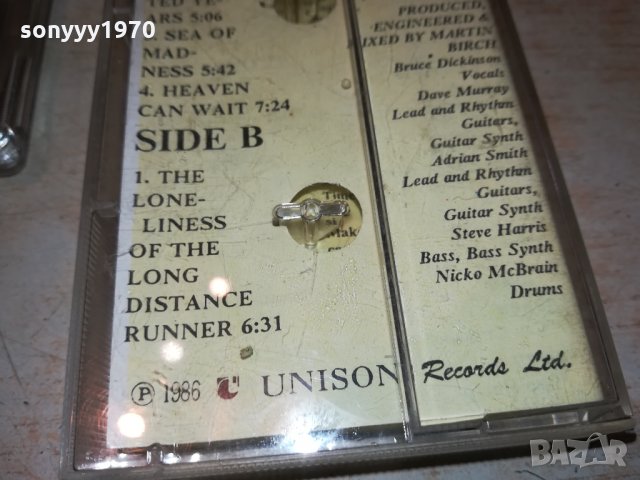 sonyyy1970
TED YE-
ARS 5:06
SEA OF
MAD-
NESS 5:42
4. HEAVEN
CAN WAIT 7:24
SIDE B
1. THE
LONE-
LINESS
OF THE
LONG
DISTANCE
RUNNER 6:31
Ⓟ 1986 UNISON Records Ltd.
PRODUCED,
ENGINEERED &
MIXED BY MARTIN
BIRCH
Bruce Dickinson
Vocals
Dave Murray
Lead and Rhythm
Guitars,
Guitar Synth
Adrian Smith
Lead and Rhythm
Guitars,
Guitar Synth
Steve Harris
Bass, Bass Synth
Nicko McBrain
Drums
BAZAR